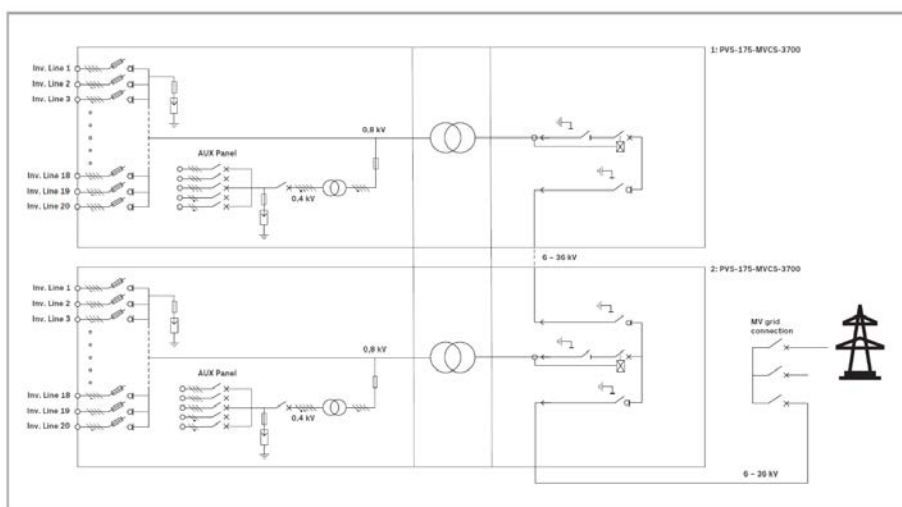 1: PVS-175-MVCS-3700
Inv. Line 1
Inv. Line 2
Inv. Line 3
0,8 kV
AUX Panel
Inv. Line 18
Inv. Line 19
Inv. Line 20
0,4 kV
6 – 36 kV
2: PVS-175-MVCS-3700
Inv. Line 1
Inv. Line 2
Inv. Line 3
MV grid
connection
0,8 kV
AUX Panel
Inv. Line 18
Inv. Line 19
Inv. Line 20
0,4 kV
6 – 36 kV